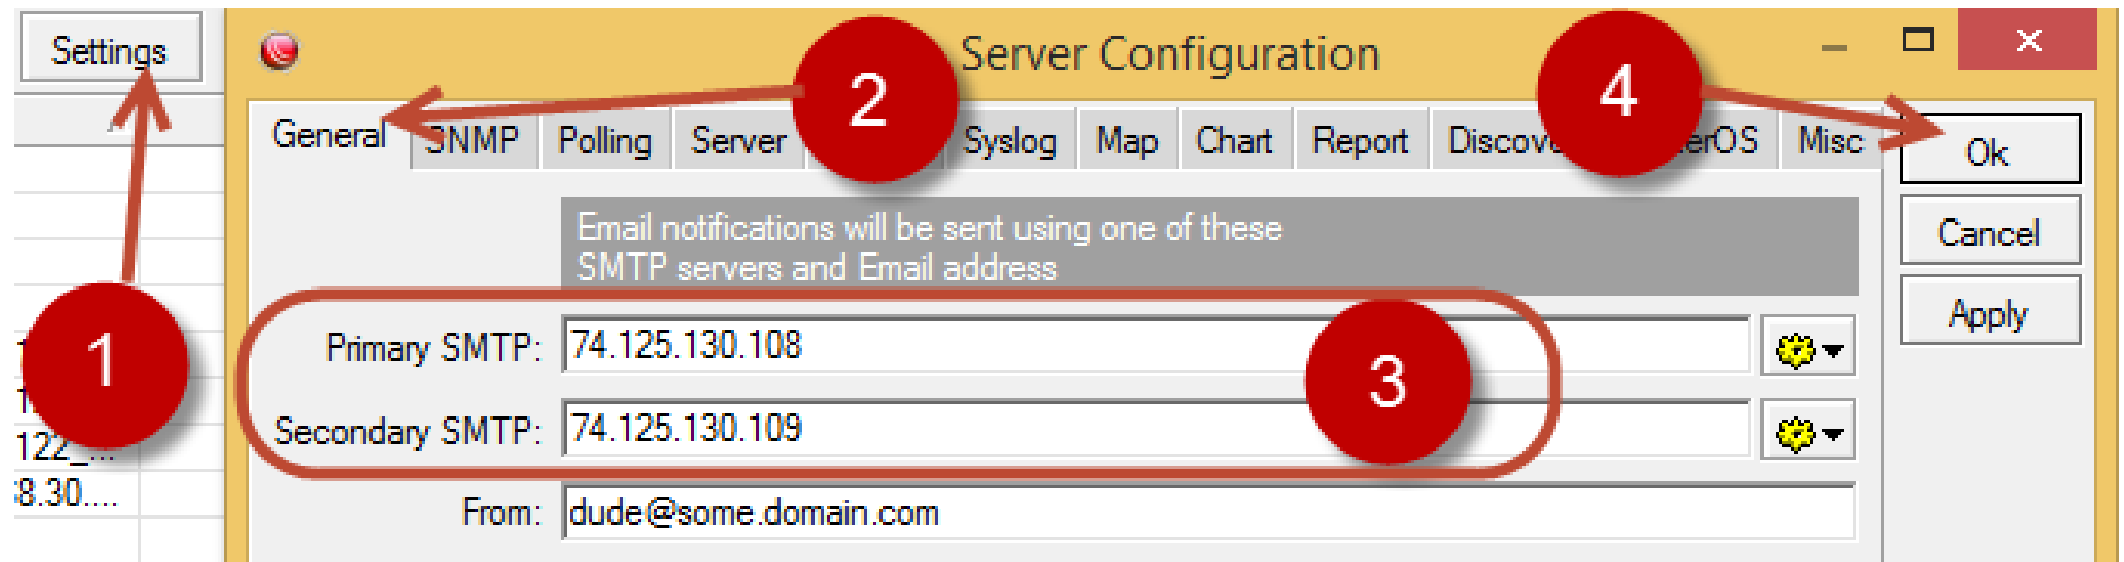 Settings
Server Configuration
2
4
General SNMP Polling Server Syslog Map Chart Report Misc
Ok
Email notifications will be sent using one of these
SMTP servers and Email address
Cancel
Apply
1
Primary SMTP: 74.125.130.108
3
Secondary SMTP: 74.125.130.109
122_...
8.30....
From: dude@some.domain.com